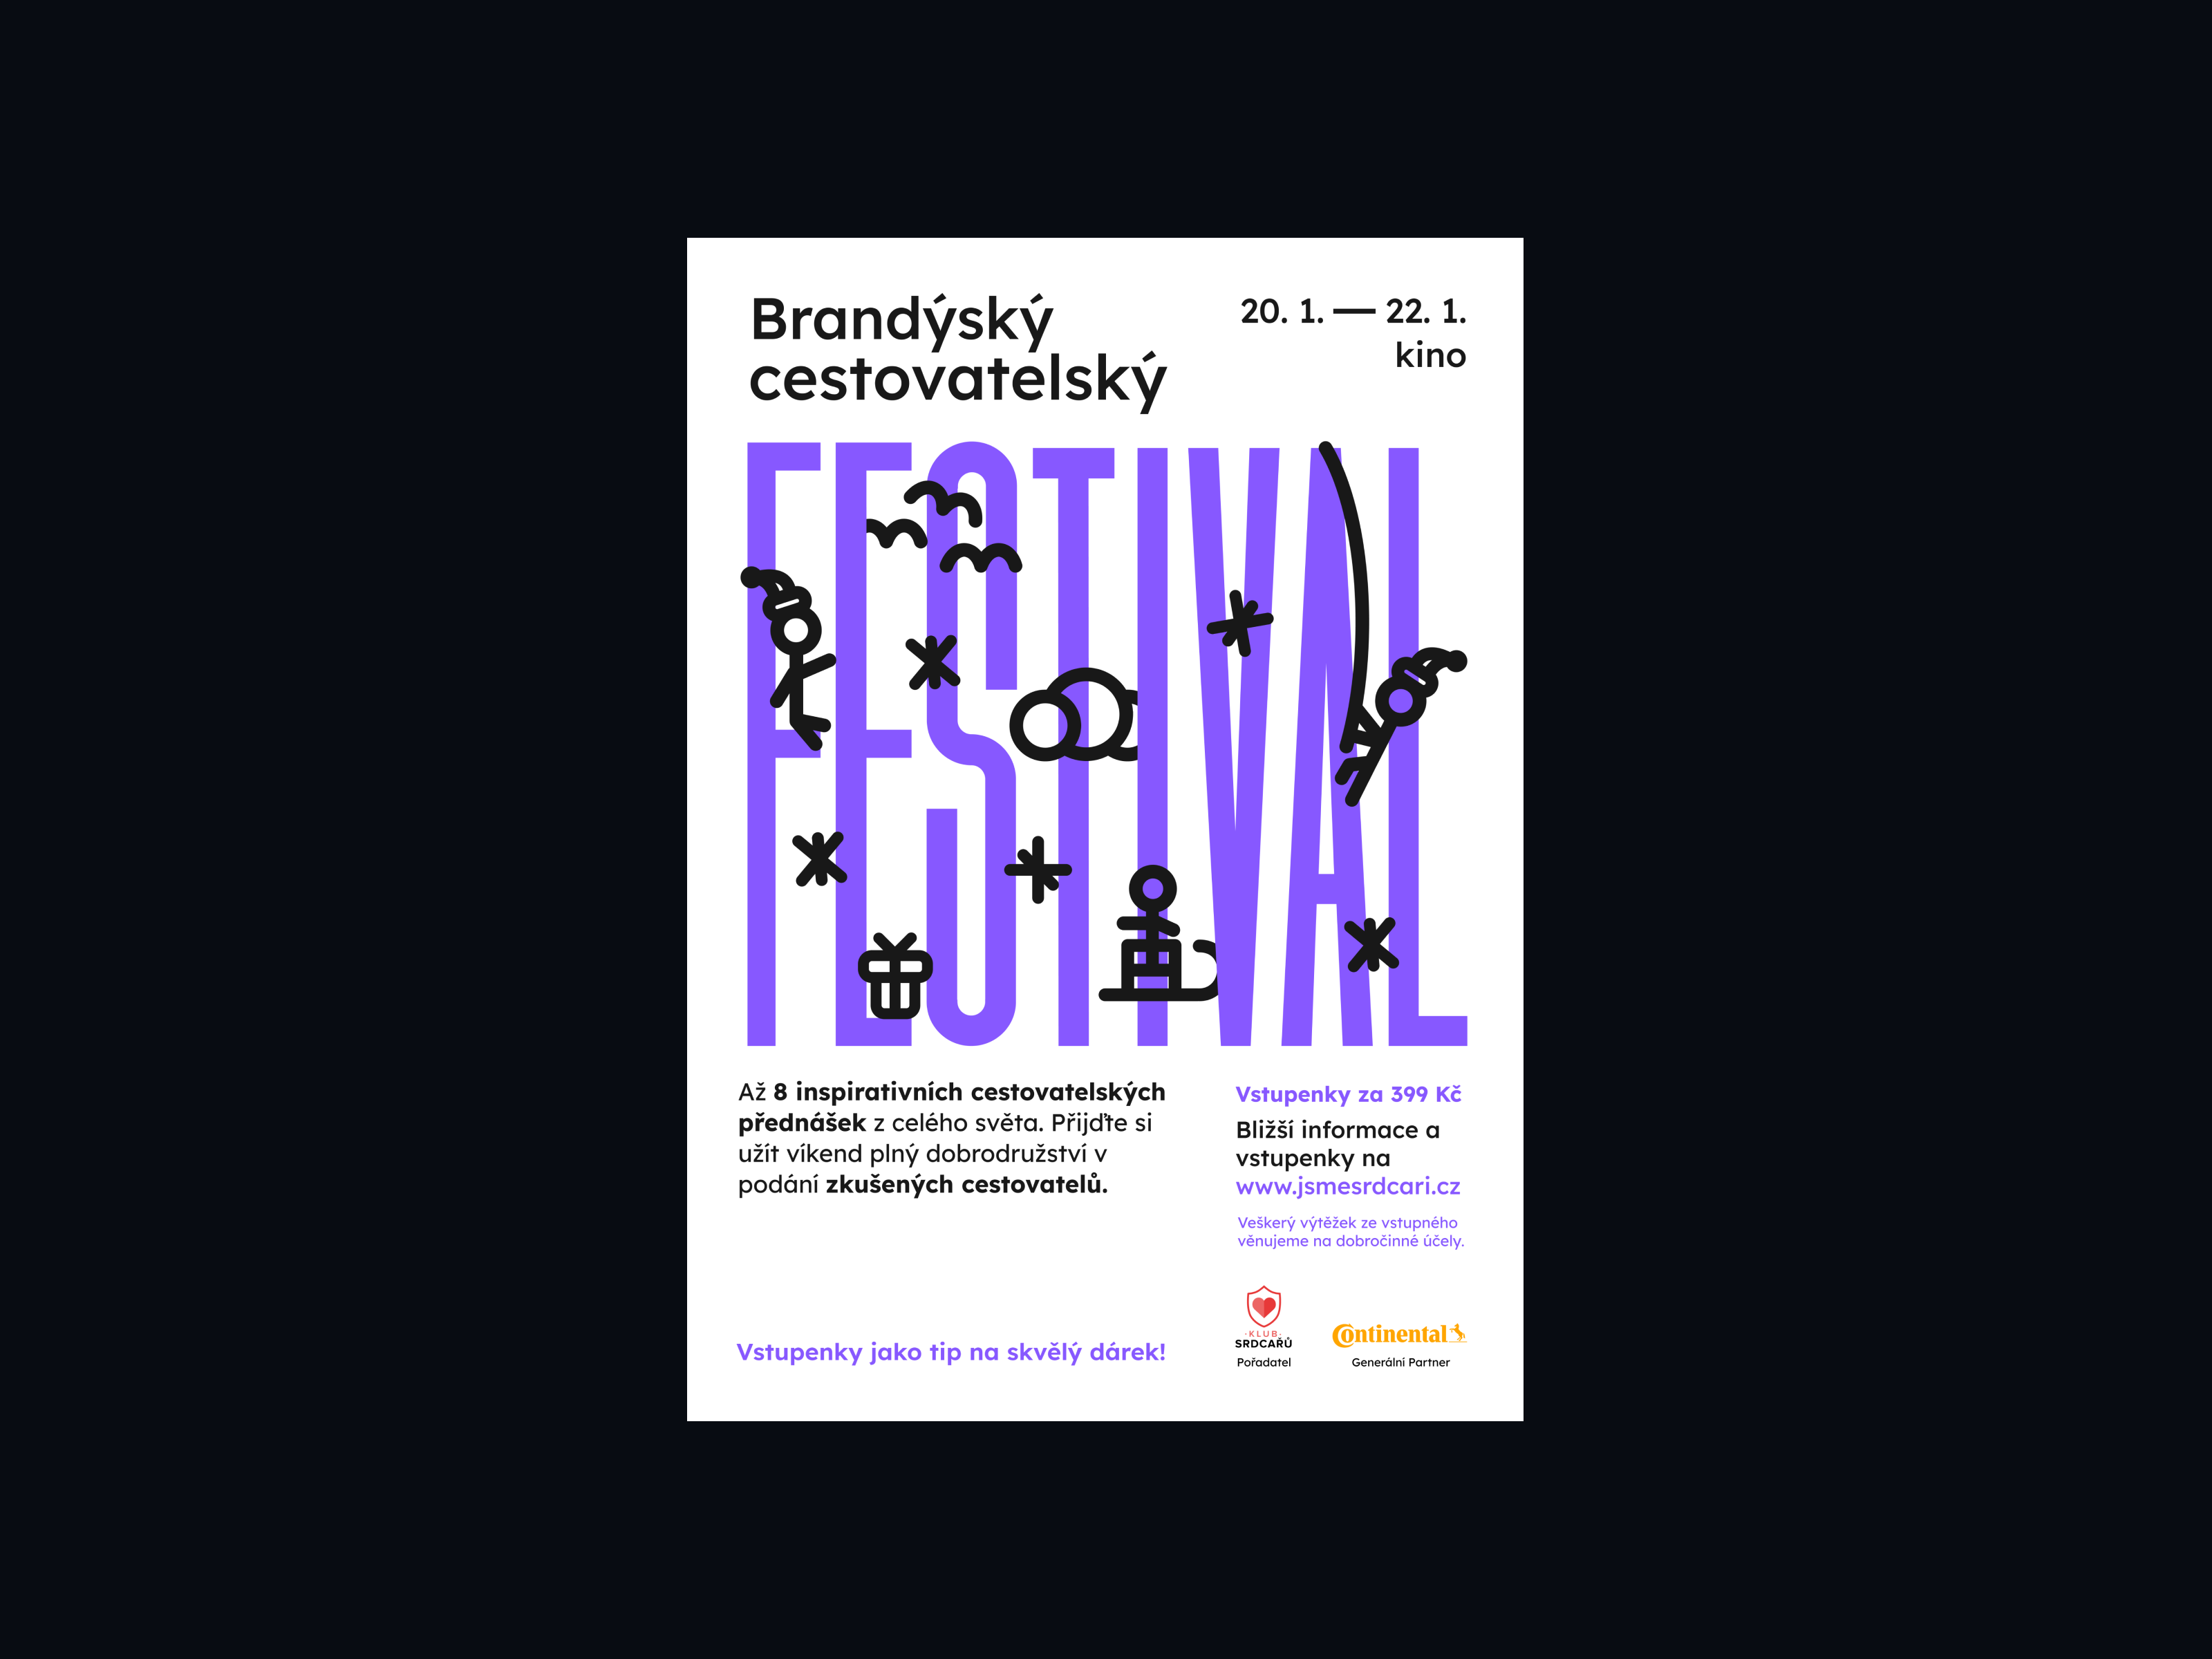 Brandýský
cestovatelský
20. 1. — 22. 1.
kino
FESTIVAL
Až 8 inspirativních cestovatelských
přednášek z celého světa. Přijďte si
užít víkend plný dobrodružství v
podání zkušených cestovatelů.
Vstupenky za 399 Kč
Bližší informace a
vstupenky na
www.jsmesrdcari.cz
Veškerý výtěžek ze vstupného
věnujeme na dobročinné účely.
Vstupenky jako tip na skvělý dárek!
·KLUB·
SRDCAŘŮ
Pořadatel
Continental
Generální Partner